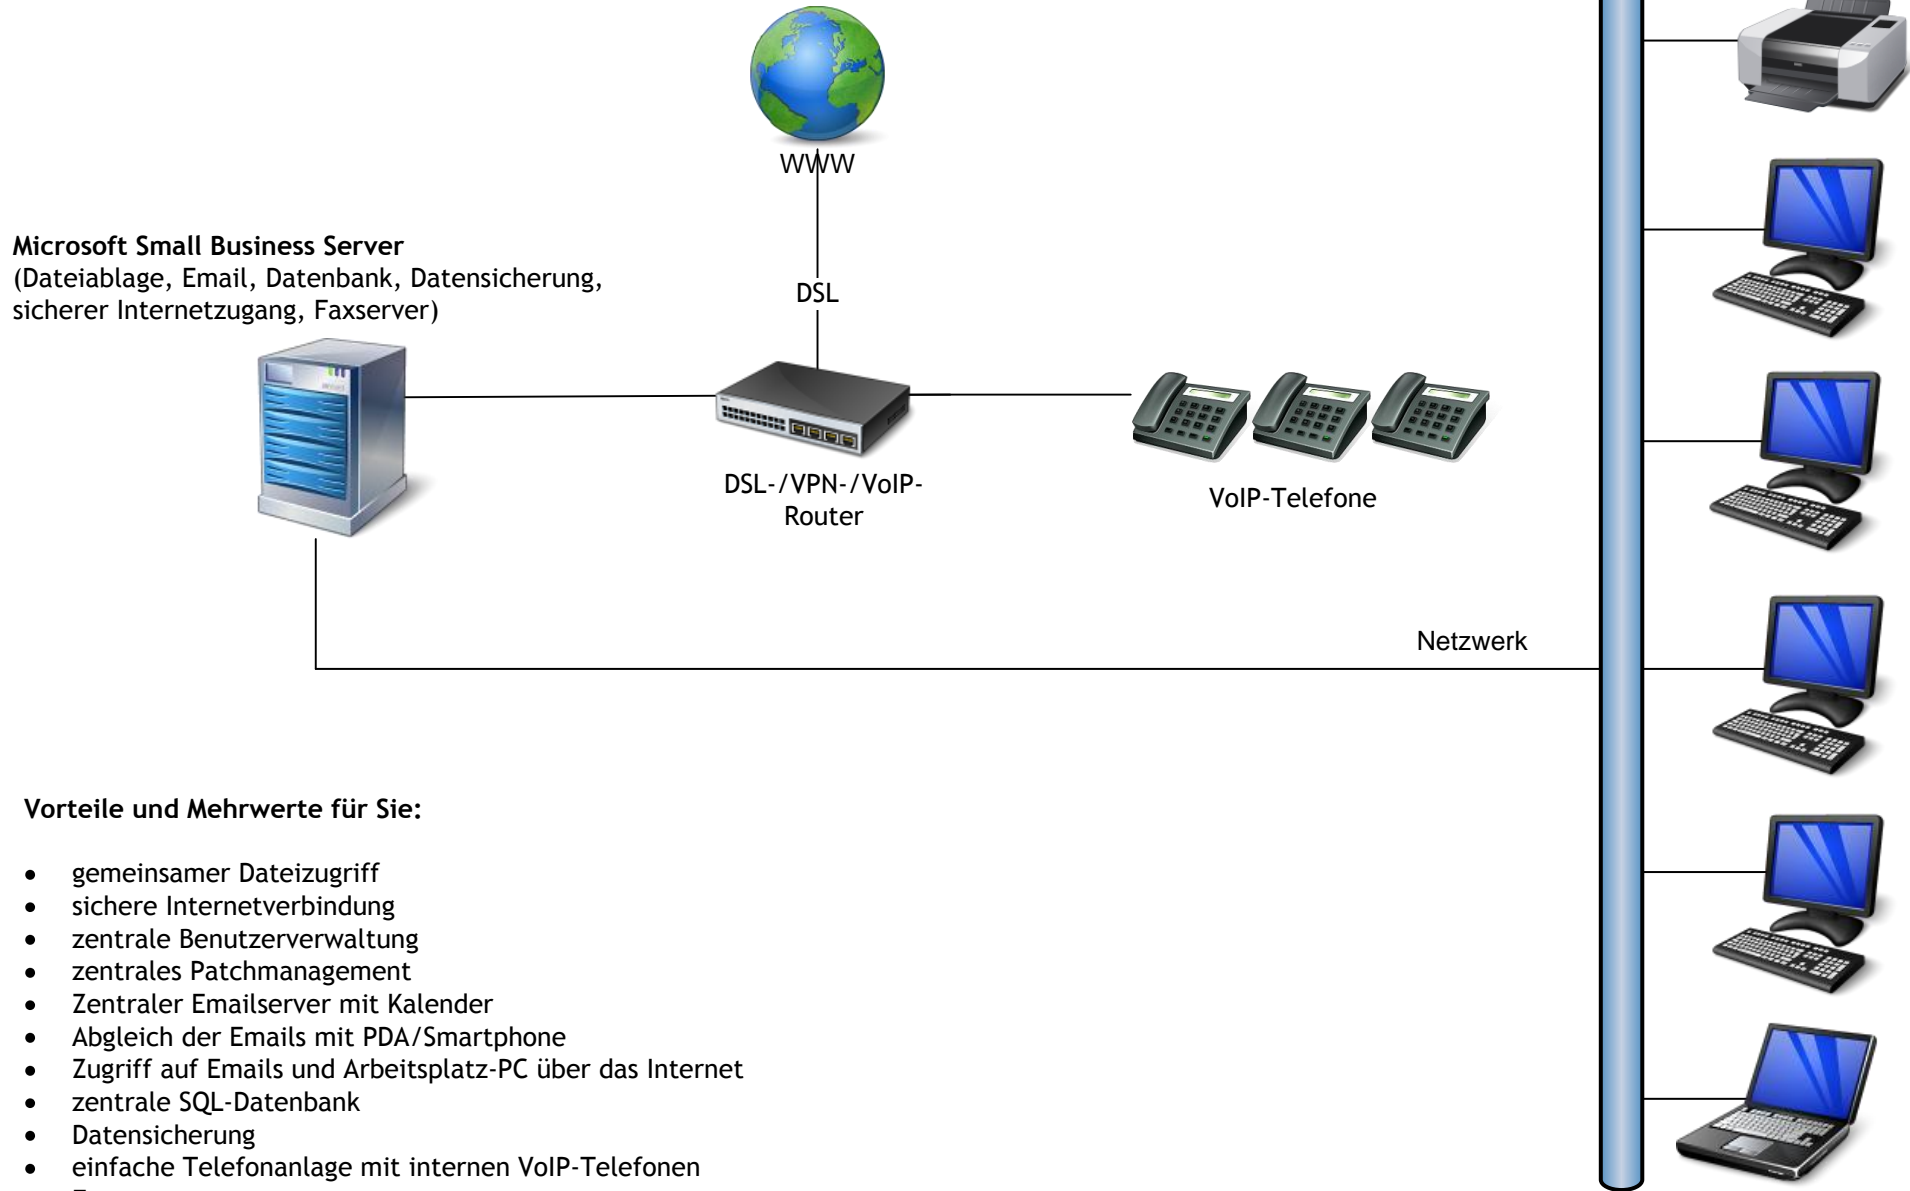 WWW
Microsoft Small Business Server
(Dateiablage, Email, Datenbank, Datensicherung,
sicherer Internetzugang, Faxserver)
DSL
DSL-/VPN-/VoIP-
Router
VoIP-Telefone
Netzwerk
Vorteile und Mehrwerte für Sie:
• gemeinsamer Dateizugriff
• sichere Internetverbindung
• zentrale Benutzerverwaltung
• zentrales Patchmanagement
• Zentraler Emailserver mit Kalender
• Abgleich der Emails mit PDA/Smartphone
• Zugriff auf Emails und Arbeitsplatz-PC über das Internet
• zentrale SQL-Datenbank
• Datensicherung
• einfache Telefonanlage mit internen VoIP-Telefonen